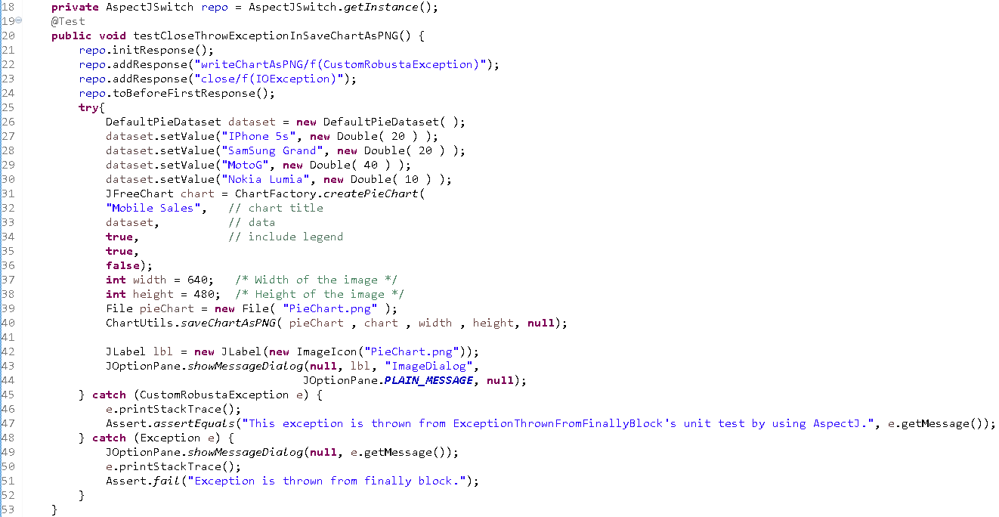 18 private AspectJSwitch repo = AspectJSwitch.getInstance();
19 @Test
20 public void testCloseThrowExceptionInSaveChartAsPNG() {
21 repo.initResponse();
22 repo.addResponse("writeChartAsPNG/f(CustomRobustaException)");
23 repo.addResponse("close/f(IOException)");
24 repo.toBeforeFirstResponse();
25 try{
26 DefaultPieDataset dataset = new DefaultPieDataset( );
27 dataset.setValue("IPhone 5s", new Double( 20 ) );
28 dataset.setValue("SamSung Grand", new Double( 20 ) );
29 dataset.setValue("MotoG", new Double( 40 ) );
30 dataset.setValue("Nokia Lumia", new Double( 10 ) );
31 JFreeChart chart = ChartFactory.createPieChart(
32 "Mobile Sales", // chart title
33 dataset, // data
34 true, // include legend
35 true,
36 false);
37 int width = 640; /* Width of the image */
38 int height = 480; /* Height of the image */
39 File pieChart = new File( "PieChart.png" );
40 ChartUtils.saveChartAsPNG( pieChart , chart , width , height, null);
41
42 JLabel lbl = new JLabel(new ImageIcon("PieChart.png"));
43 JOptionPane.showMessageDialog(null, lbl, "ImageDialog",
44 JOptionPane.PLAIN_MESSAGE, null);
45 } catch (CustomRobustaException e) {
46 e.printStackTrace();
47 Assert.assertEquals("This exception is thrown from ExceptionThrownFromFinallyBlock's unit test by using AspectJ.", e.getMessage());
48 } catch (Exception e) {
49 JOptionPane.showMessageDialog(null, e.getMessage());
50 e.printStackTrace();
51 Assert.fail("Exception is thrown from finally block.");
52 }
53 }